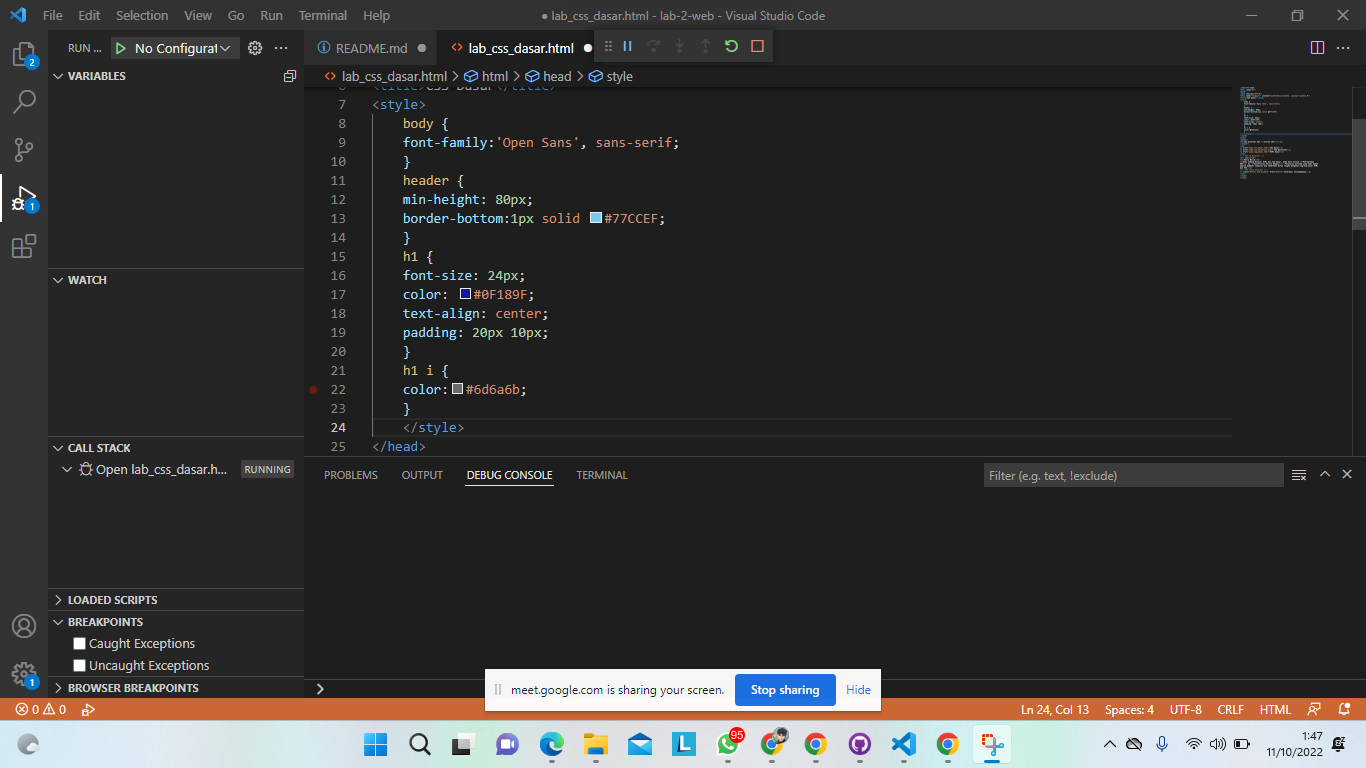 File Edit Selection View Go Run Terminal Help
● lab_css_dasar.html - lab-2-web - Visual Studio Code
RUN ... No Configurat
README.md
lab_css_dasar.html
2
1
1
VARIABLES
WATCH
CALL STACK
Open lab_css_dasar.h... RUNNING
LOADED SCRIPTS
BREAKPOINTS
Caught Exceptions
Uncaught Exceptions
BROWSER BREAKPOINTS
lab_css_dasar.html > html > head > style
6 <title>CSS Dasar</title>
7 <style>
8 body {
9 font-family:'Open Sans', sans-serif;
10 }
11 header {
12 min-height: 80px;
13 border-bottom:1px solid #77CCEF;
14 }
15 h1 {
16 font-size: 24px;
17 color: #0F189F;
18 text-align: center;
19 padding: 20px 10px;
20 }
21 h1 i {
22 color:#6d6a6b;
23 }
24 </style>
25 </head>
PROBLEMS OUTPUT DEBUG CONSOLE TERMINAL
Filter (e.g. text, !exclude)
meet.google.com is sharing your screen. Stop sharing Hide
0 0
Ln 24, Col 13 Spaces: 4 UTF-8 CRLF HTML
L
95
1:47
11/10/2022